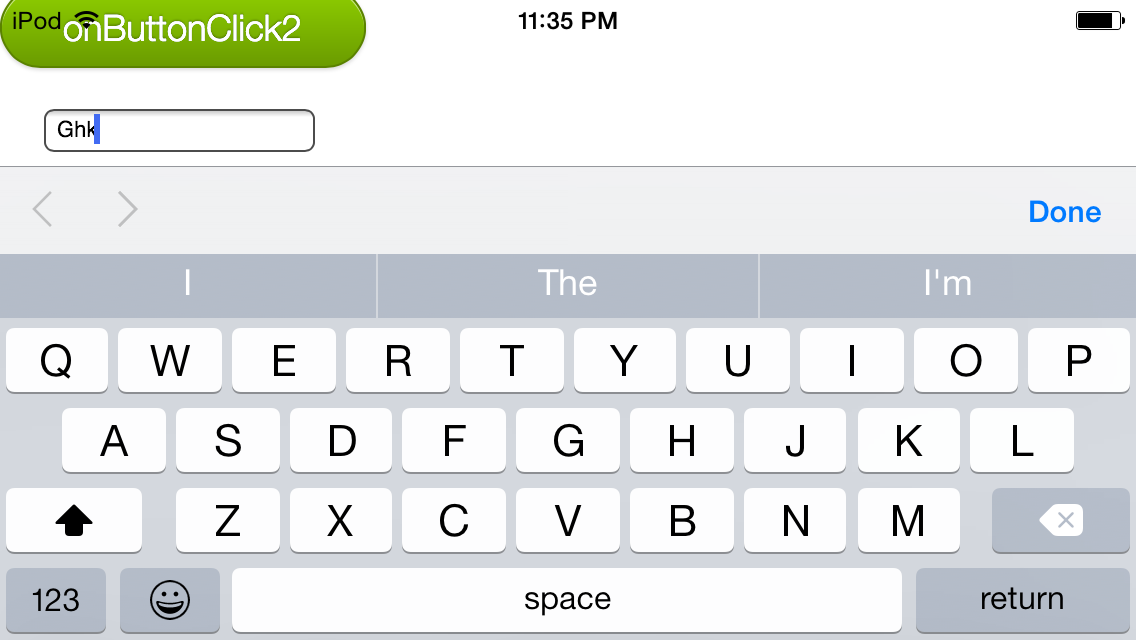 iPod 11:35 PM
onButtonClick2
Ghk
Done
I The I'm
Q W E R T Y U I O P
A S D F G H J K L
Z X C V B N M
123 space return